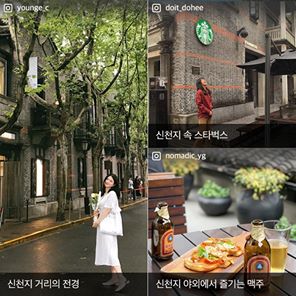 younge_c
신천지 거리의 전경
doit_dohee
신천지 속 스타벅스
nomadic_yg
신천지 야외에서 즐기는 맥주